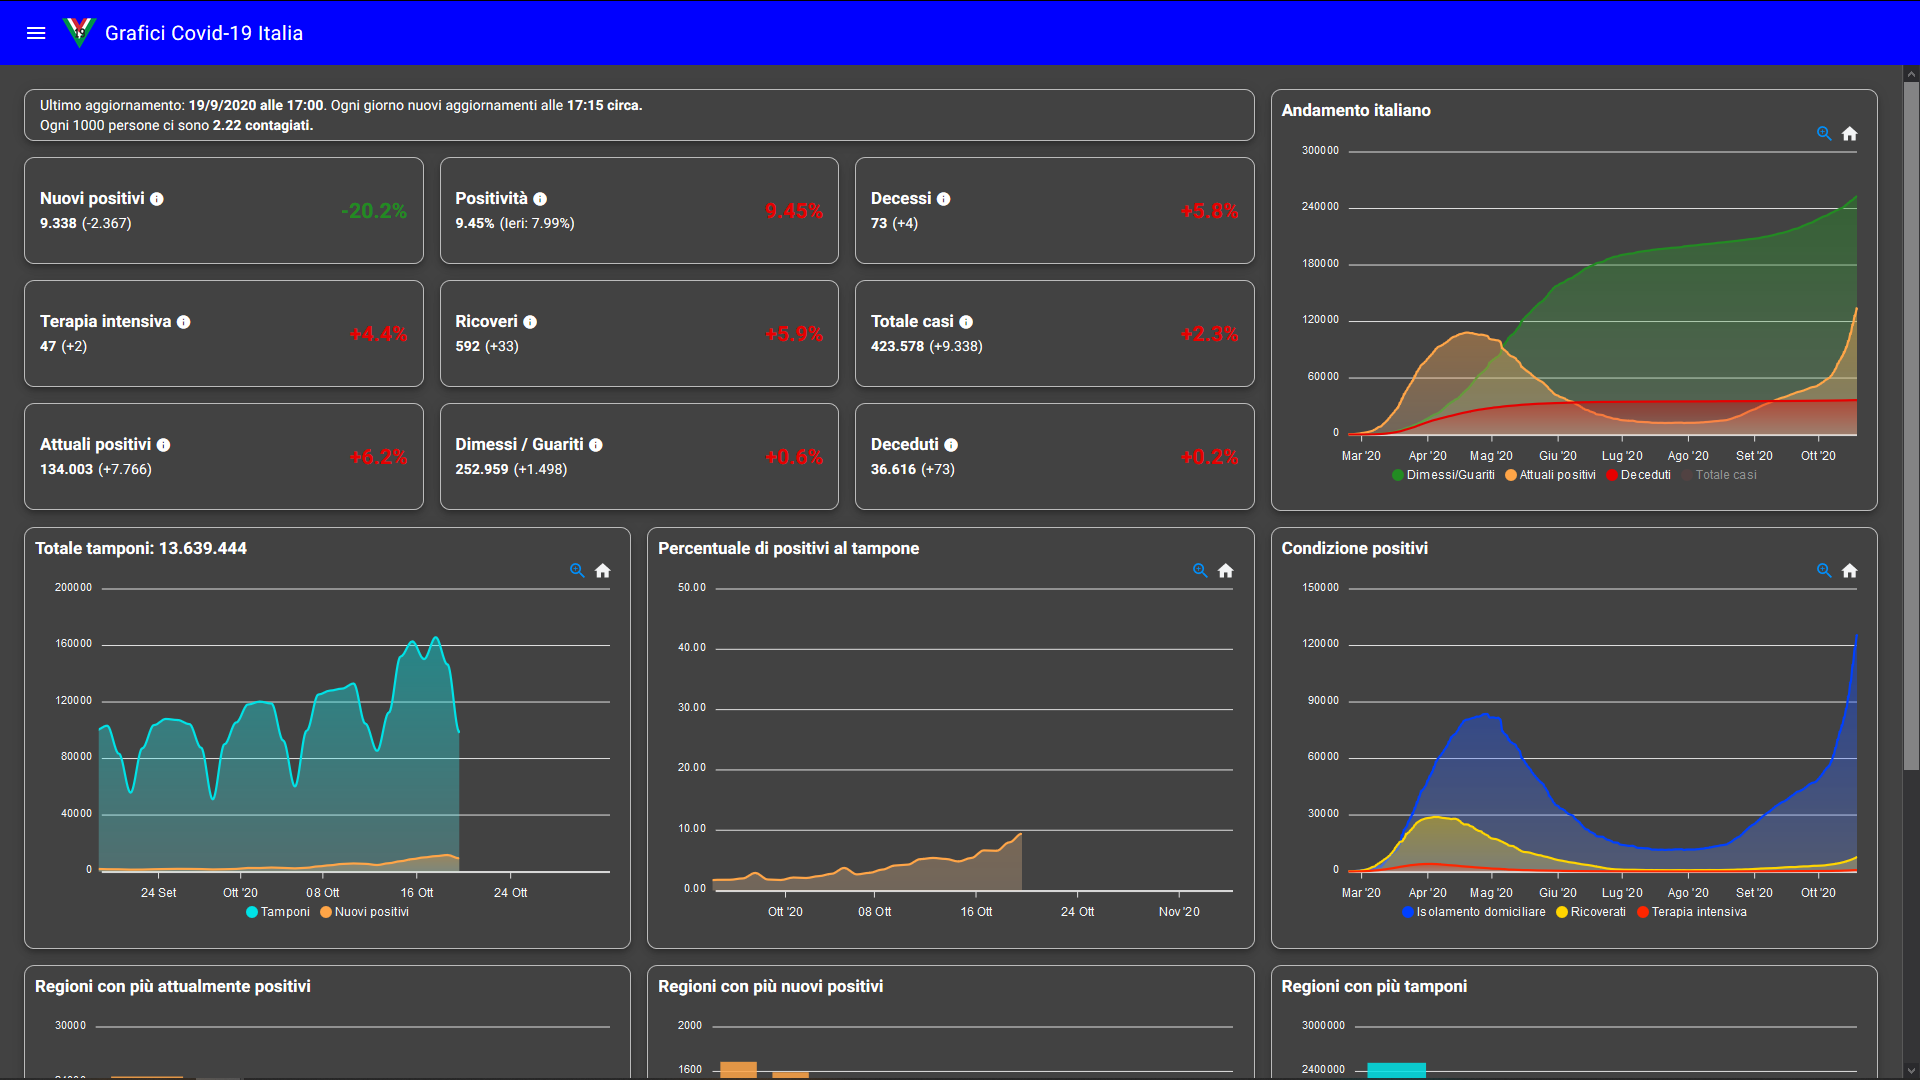 Grafici Covid-19 Italia
Ultimo aggiornamento: 19/9/2020 alle 17:00. Ogni giorno nuovi aggiornamenti alle 17:15 circa.
Ogni 1000 persone ci sono 2.22 contagiati.
Nuovi positivi
9.338 (-2.367)
-20.2%
Positività
9.45% (Ieri: 7.99%)
9.45%
Decessi
73 (+4)
+5.8%
Terapia intensiva
47 (+2)
+4.4%
Ricoveri
592 (+33)
+5.9%
Totale casi
423.578 (+9.338)
+2.3%
Attuali positivi
134.003 (+7.766)
+6.2%
Dimessi / Guariti
252.959 (+1.498)
+0.6%
Deceduti
36.616 (+73)
+0.2%
Andamento italiano
300000
240000
180000
120000
60000
0
Mar '20 Apr '20 Mag '20 Giu '20 Lug '20 Ago '20 Set '20 Ott '20
Dimessi/Guariti Attuali positivi Deceduti Totale casi
Totale tamponi: 13.639.444
200000
160000
120000
80000
40000
0
24 Set Ott '20 08 Ott 16 Ott 24 Ott
Tamponi Nuovi positivi
Percentuale di positivi al tampone
50.00
40.00
30.00
20.00
10.00
0.00
Ott '20 08 Ott 16 Ott 24 Ott Nov '20
Condizione positivi
150000
120000
90000
60000
30000
0
Mar '20 Apr '20 Mag '20 Giu '20 Lug '20 Ago '20 Set '20 Ott '20
Isolamento domiciliare Ricoverati Terapia intensiva
Regioni con più attualmente positivi
30000
Regioni con più nuovi positivi
2000
1600
Regioni con più tamponi
3000000
2400000